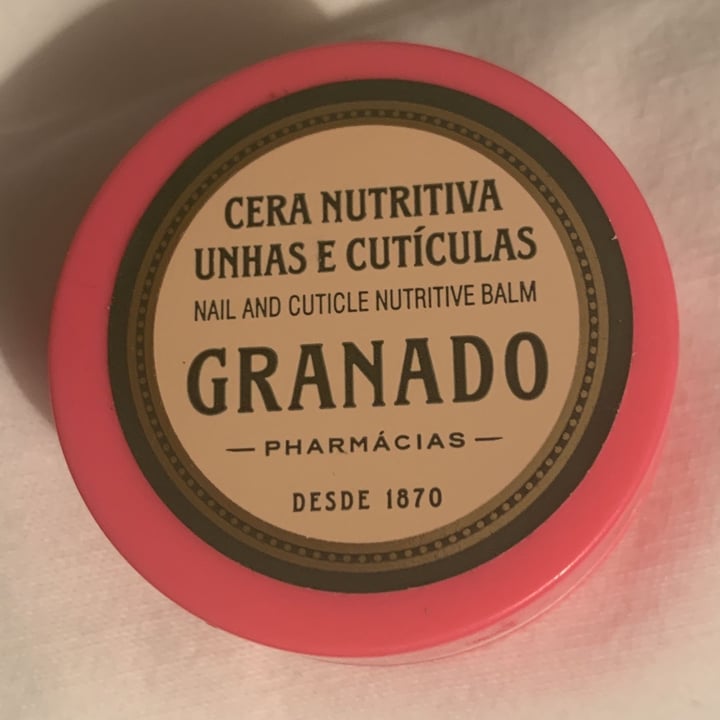 CERA NUTRITIVA
UNHAS E CUTÍCULAS
NAIL AND CUTICLE NUTRITIVE BALM
GRANADO
— PHARMÁCIAS —
DESDE 1870